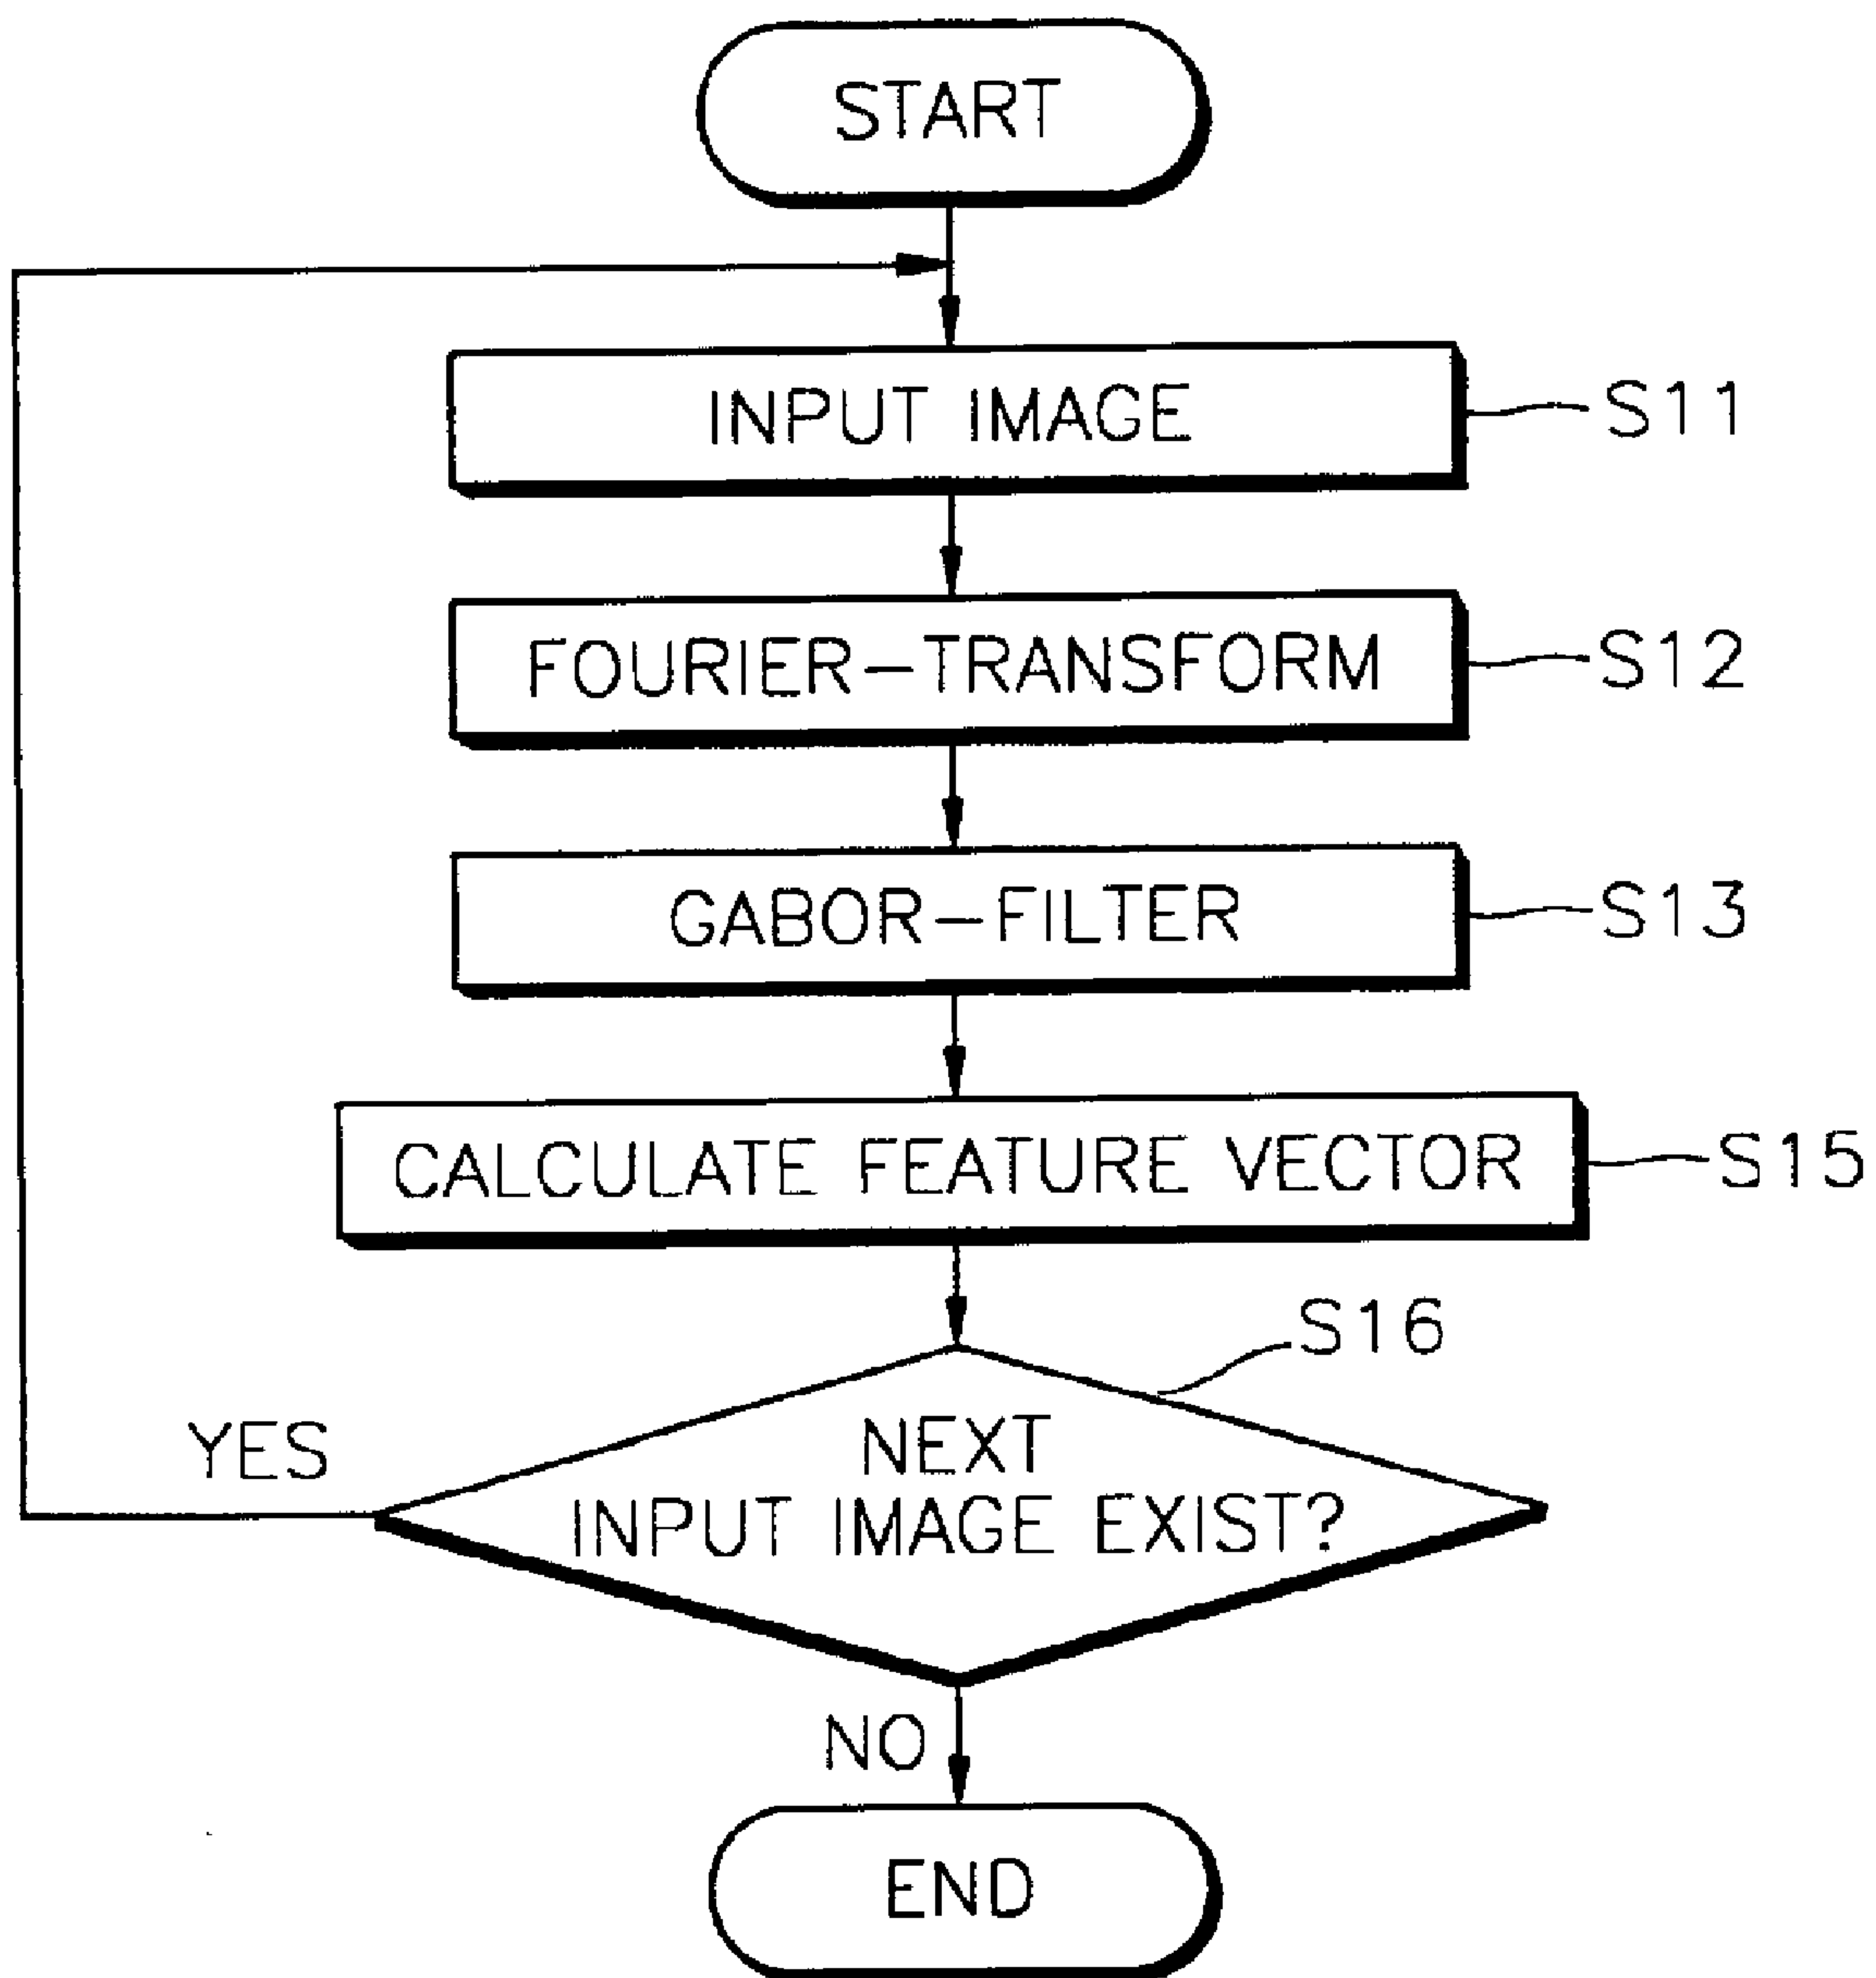 START
INPUT IMAGE
S11
FOURIER-TRANSFORM
S12
GABOR-FILTER
S13
CALCULATE FEATURE VECTOR
S15
S16
YES
NEXT
INPUT IMAGE EXIST?
NO
END